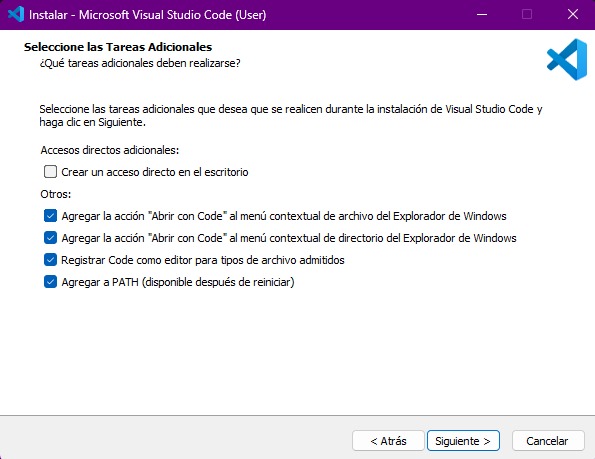 Instalar - Microsoft Visual Studio Code (User)
Seleccione las Tareas Adicionales
¿Qué tareas adicionales deben realizarse?
Seleccione las tareas adicionales que desea que se realicen durante la instalación de Visual Studio Code y
haga clic en Siguiente.
Accesos directos adicionales:
Crear un acceso directo en el escritorio
Otros:
Agregar la acción "Abrir con Code" al menú contextual de archivo del Explorador de Windows
Agregar la acción "Abrir con Code" al menú contextual de directorio del Explorador de Windows
Registrar Code como editor para tipos de archivo admitidos
Agregar a PATH (disponible después de reiniciar)
< Atrás Siguiente > Cancelar